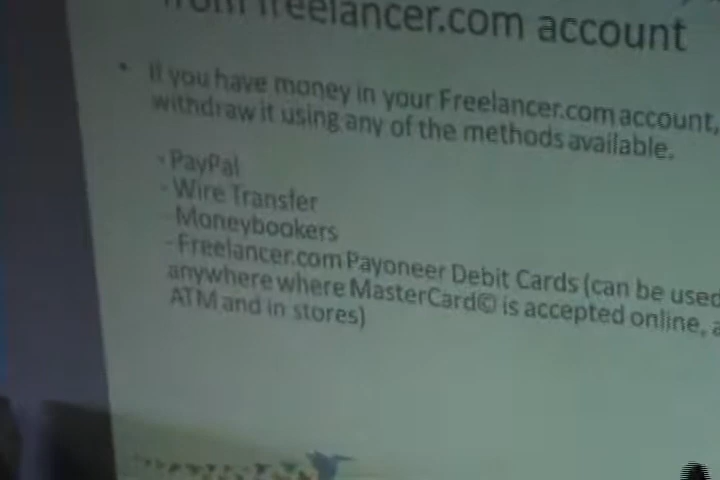 from freelancer.com account
• If you have money in your Freelancer.com account,
withdraw it using any of the methods available.
- PayPal
- Wire Transfer
- Moneybookers
- Freelancer.com Payoneer Debit Cards (can be used
anywhere where MasterCard© is accepted online, a
ATM and in stores)